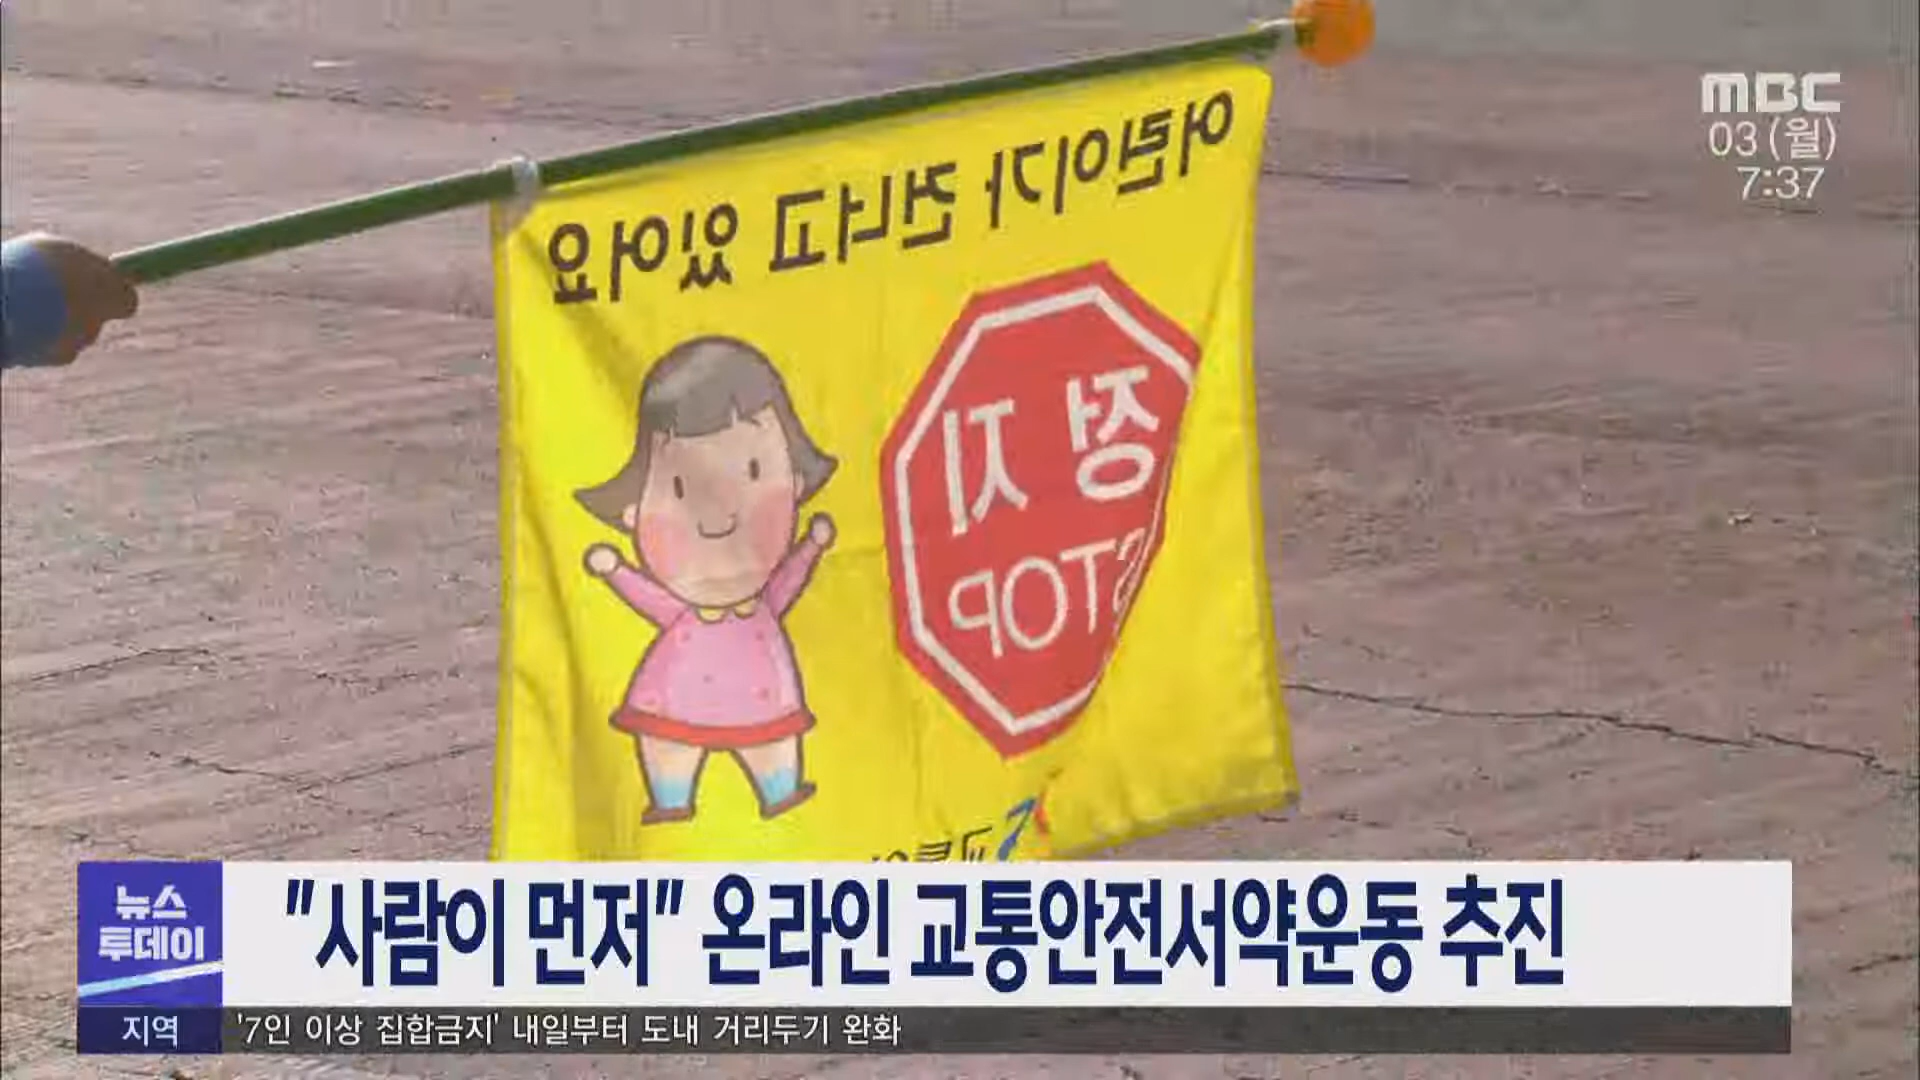 MBC
03 (월)
7:37
어린이가 건너고 있어요
정지
STOP
뉴스
투데이
"사람이 먼저" 온라인 교통안전서약운동 추진
지역
'7인 이상 집합금지' 내일부터 도내 거리두기 완화